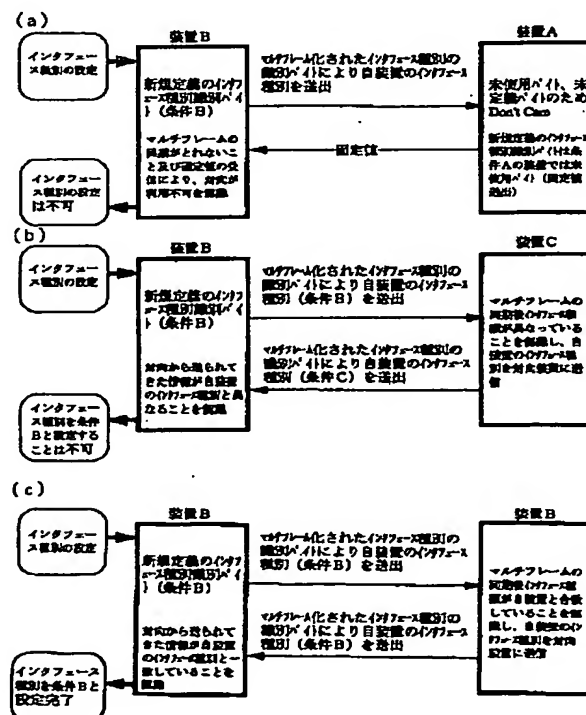 (a)
装置B
装置A
インタフェー
ス種別の設定
新規定義のインタ
フェース種別識別バイ
ト(条件B)
マルチフレームの
同期がとれないこ
と及び固定値の受
信により、対向が
利用不可を認識
マルチフレーム化されたインタフェース種別の
識別バイトにより自装置のインタフェース
種別を送出
固定値
未使用バイト、未
定義バイトのため
Don't Care
新規定義のインタフェース
種別識別バイトは条
件Aの装置では未
使用バイト(固定値
送出)
インタフェー
ス種別の設定
は不可
(b)
装置B
装置C
インタフェー
ス種別の設定
新規定義のインタ
フェース種別識別バイ
ト(条件B)
対向から送られて
きた情報が自装置
のインタフェース種別と異
なることを認識
マルチフレーム化されたインタフェース種別の
識別バイトにより自装置のインタフェース
種別(条件B)を送出
マルチフレーム化されたインタフェース種別の
識別バイトにより自装置のインタフェース
種別(条件C)を送出
マルチフレームの
同期後インタフェース種
別が異なっている
ことを認識し、自
装置のインタフェース種
別を対向装置に送
信
インタフェー
ス種別を条件
Bと設定する
ことは不可
(c)
装置B
装置B
インタフェー
ス種別の設定
新規定義のインタ
フェース種別識別バイ
ト(条件B)
対向から送られて
きた情報が自装置
のインタフェース種別と一
致していることを
認識
マルチフレーム化されたインタフェース種別の
識別バイトにより自装置のインタフェース
種別(条件B)を送出
マルチフレーム化されたインタフェース種別の
識別バイトにより自装置のインタフェース
種別(条件B)を送出
マルチフレームの
同期後インタフェース種
別が自装置と合致
していることを認
識し、自装置のイン
タフェース種別を対向
装置に送信
インタフェース
種別を条件Bと
設定完了